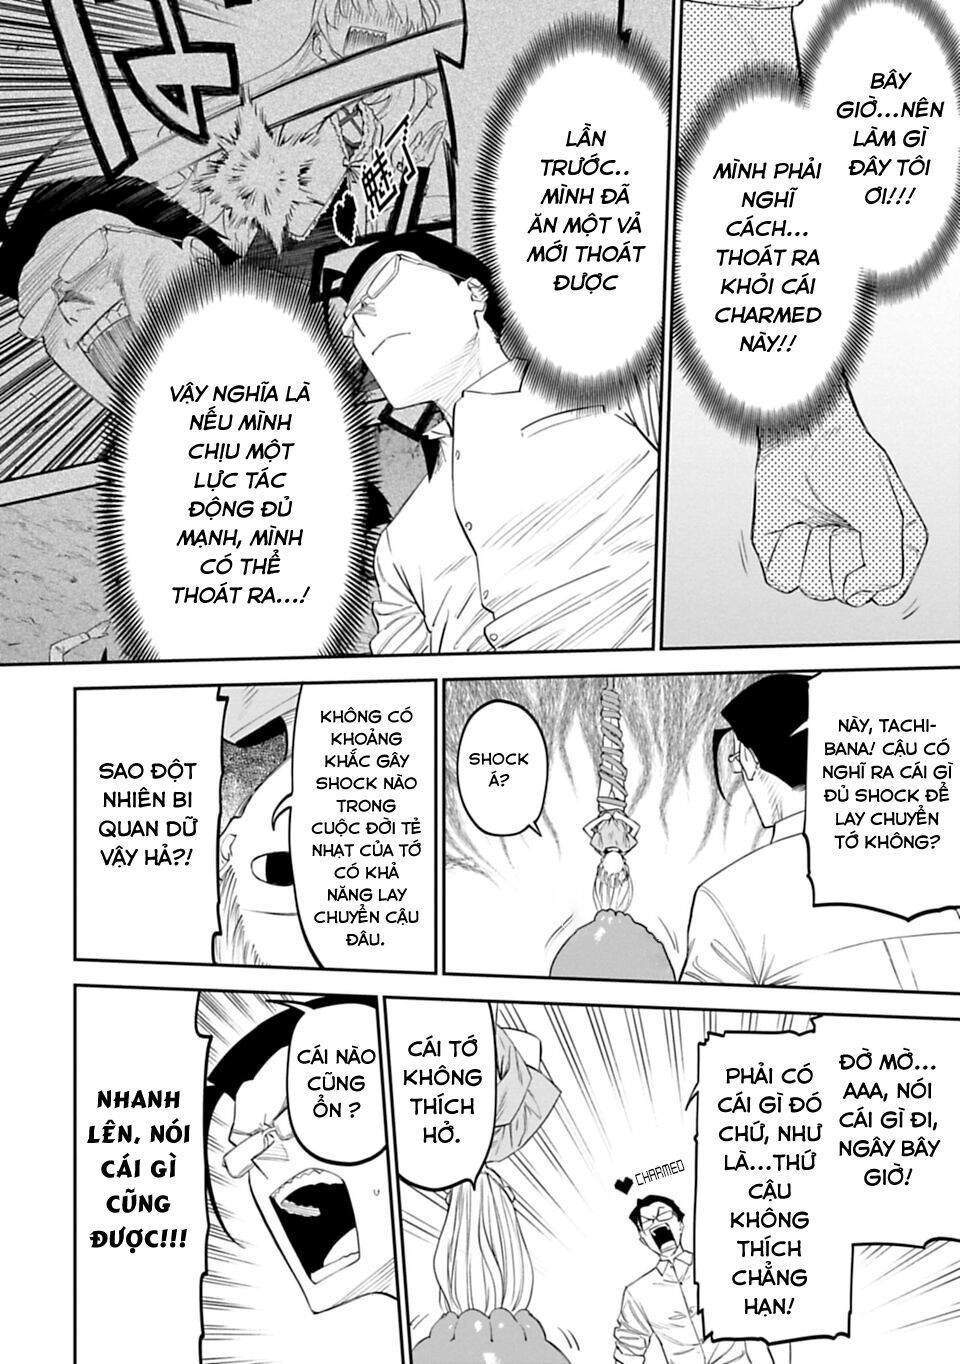 BÂY
GIỜ...NÊN
LÀM GÌ
ĐÂY TÔI
ƠI!!!
MÌNH PHẢI
NGHĨ
CÁCH...
THOÁT RA
KHỎI CÁI
CHARMED
NÀY!!
LẦN
TRƯỚC..
MÌNH ĐÃ
ĂN MỘT VẢ
MỚI THOÁT
ĐƯỢC
VẬY NGHĨA LÀ
NẾU MÌNH
CHỊU MỘT
LỰC TÁC
ĐỘNG ĐỦ
MẠNH, MÌNH
CÓ THỂ
THOÁT RA...!
魅了
NÀY, TACHI-
BANA! CẬU CÓ
NGHĨ RA CÁI GÌ
ĐỦ SHOCK ĐỂ
LAY CHUYỂN
TỚ KHÔNG?
SHOCK
Á?
KHÔNG CÓ
KHOẢNG
KHẮC GÂY
SHOCK NÀO
TRONG
CUỘC ĐỜI TẺ
NHẠT CỦA TỚ
CÓ KHẢ
NĂNG LAY
CHUYỂN CẬU
ĐÂU.
SAO ĐỘT
NHIÊN BI
QUAN DỮ
VẬY HẢ?!
ĐỜ MỜ...
AAA, NÓI
CÁI GÌ ĐI,
NGÂY BÂY
GIỜ!
PHẢI CÓ
CÁI GÌ ĐÓ
CHỨ, NHƯ
LÀ...THỨ
CẬU
KHÔNG
THÍCH
CHẲNG
HẠN!
CHARMED
CÁI TỚ
KHÔNG
THÍCH
HỞ.
CÁI NÀO
CŨNG
ỔN ?
NHANH
LÊN, NÓI
CÁI GÌ
CŨNG
ĐƯỢC!!!